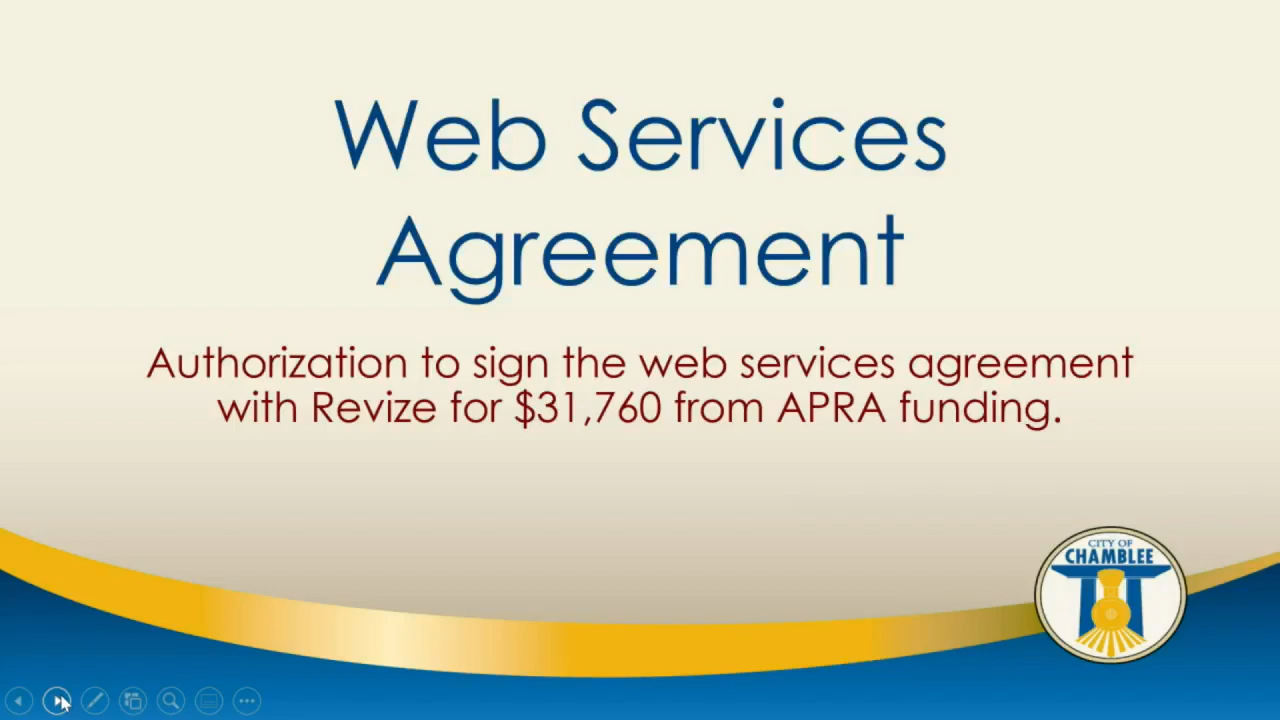 Web Services
Agreement
Authorization to sign the web services agreement
with Revize for $31,760 from APRA funding.
CITY OF
CHAMBLEE